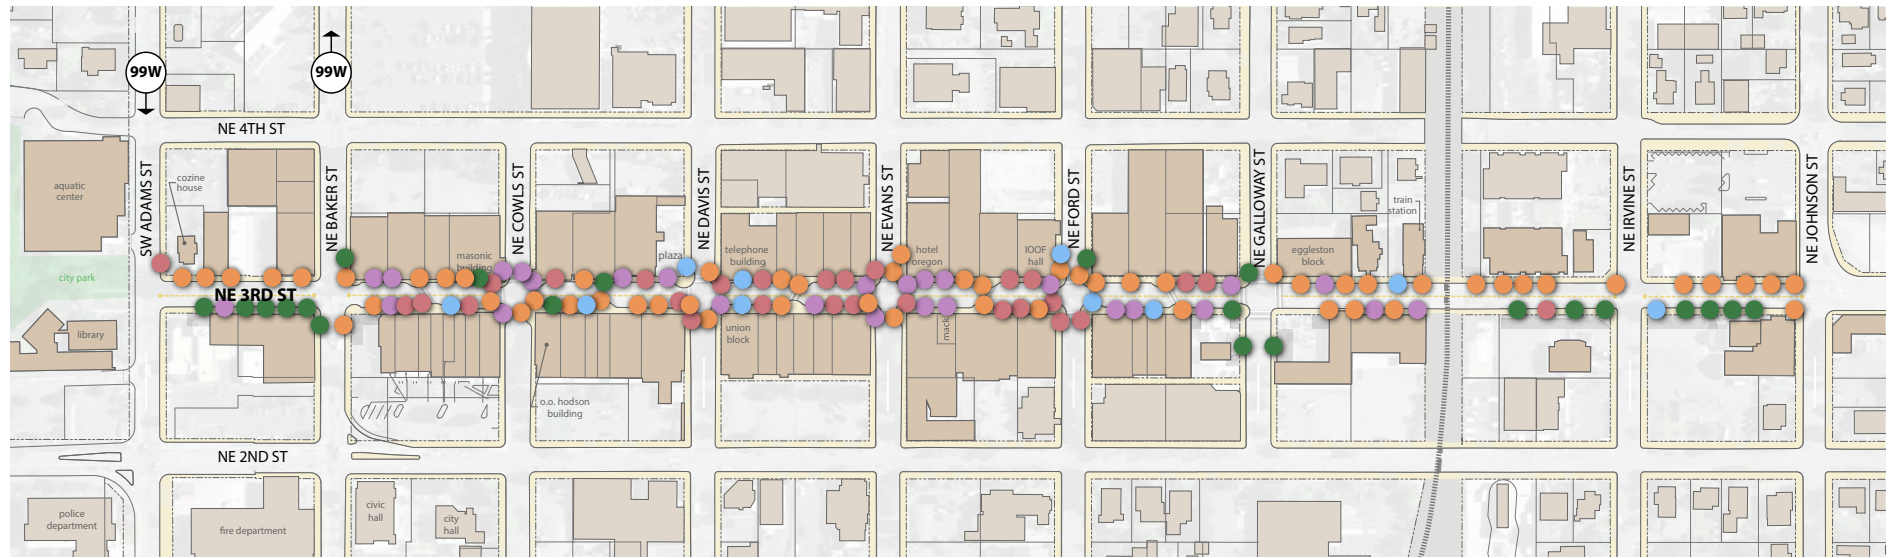 99W
99W
NE 4TH ST
SW ADAMS ST
NE BAKER ST
NE COWLS ST
NE DAVIS ST
NE EVANS ST
NE FORD ST
NE GALLOWAY ST
NE IRVINE ST
NE JOHNSON ST
aquatic
center
cozine
house
masonic
building
plaza
telephone
building
hotel
oregon
IOOF
hall
eggleston
block
train
station
city park
NE 3RD ST
library
union
block
mack
o.o. hodson
building
NE 2ND ST
police
department
fire department
civic
hall
city
hall